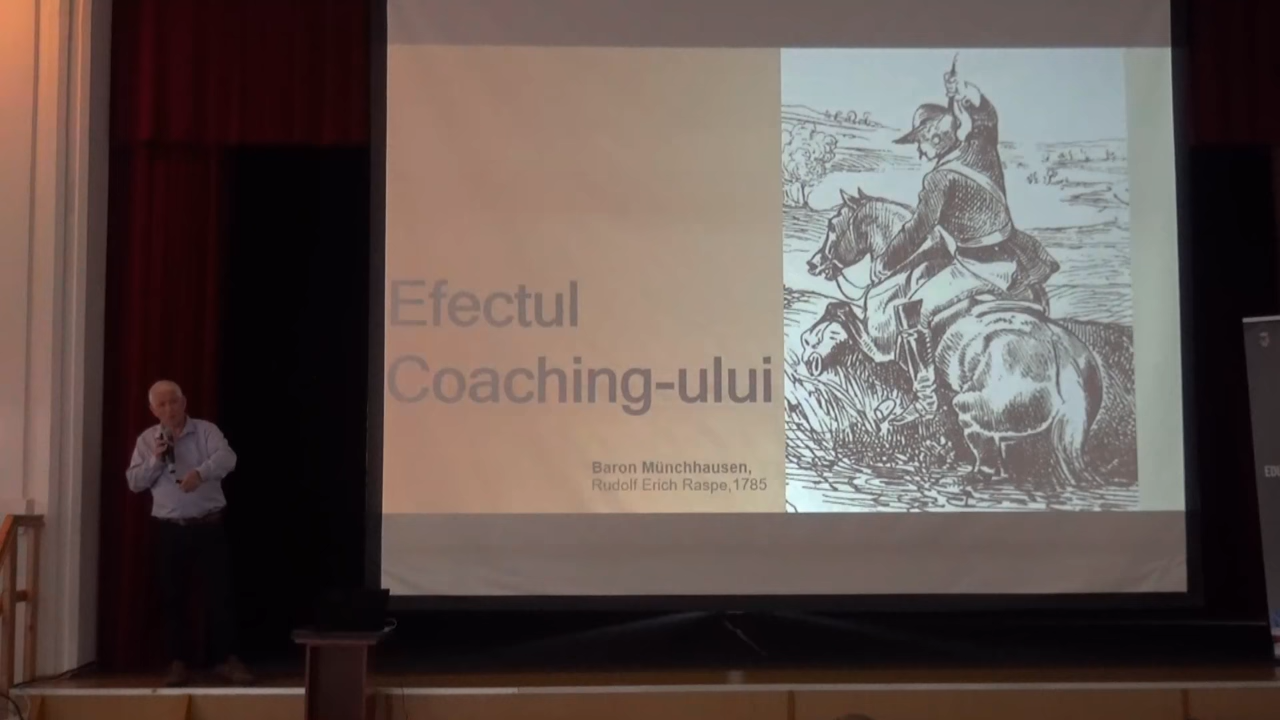 Efectul
Coaching-ului
Baron Münchhausen,
Rudolf Erich Raspe,1785